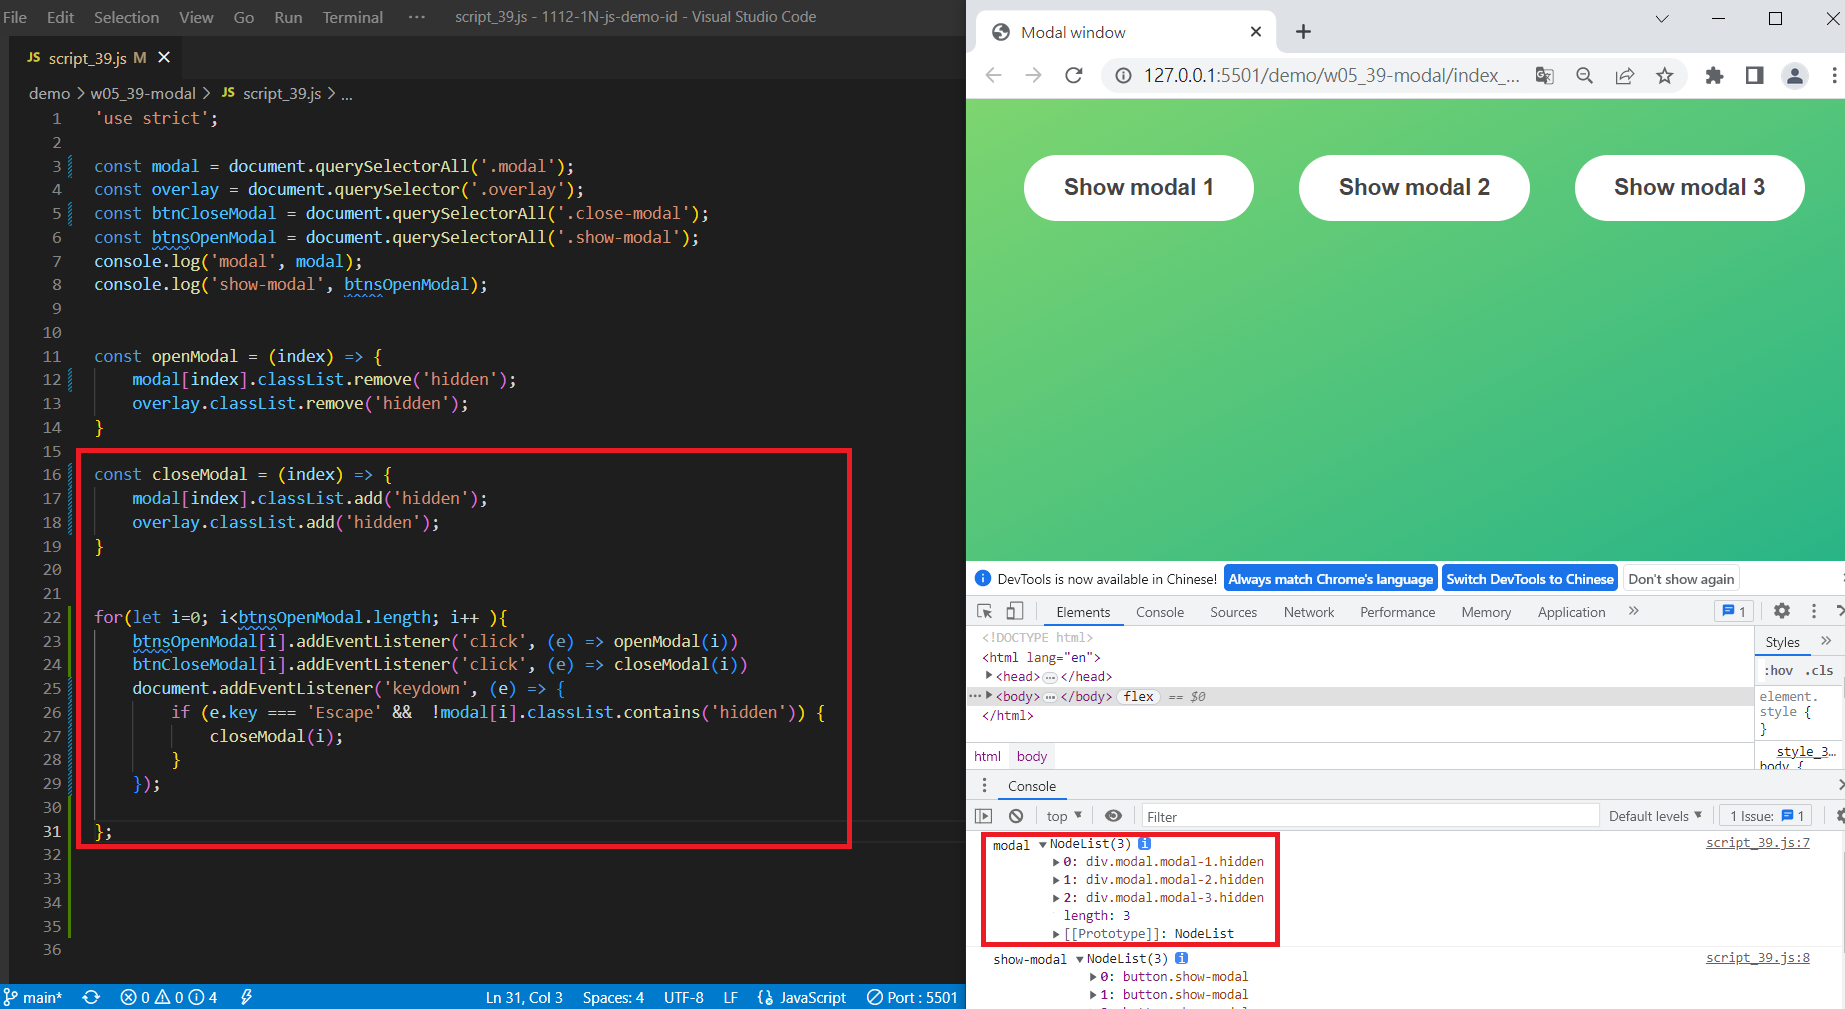 File Edit Selection View Go Run Terminal ··· script_39.js - 1112-1N-js-demo-id - Visual Studio Code
JS script_39.js M
demo > w05_39-modal > JS script_39.js > ...
1 'use strict';
2
3 const modal = document.querySelectorAll('.modal');
4 const overlay = document.querySelector('.overlay');
5 const btnCloseModal = document.querySelectorAll('.close-modal');
6 const btnsOpenModal = document.querySelectorAll('.show-modal');
7 console.log('modal', modal);
8 console.log('show-modal', btnsOpenModal);
9
10
11 const openModal = (index) => {
12 modal[index].classList.remove('hidden');
13 overlay.classList.remove('hidden');
14 }
15
16 const closeModal = (index) => {
17 modal[index].classList.add('hidden');
18 overlay.classList.add('hidden');
19 }
20
21
22 for(let i=0; i<btnsOpenModal.length; i++ ){
23 btnsOpenModal[i].addEventListener('click', (e) => openModal(i))
24 btnCloseModal[i].addEventListener('click', (e) => closeModal(i))
25 document.addEventListener('keydown', (e) => {
26 if (e.key === 'Escape' &&  !modal[i].classList.contains('hidden')) {
27 closeModal(i);
28 }
29 });
30
31 };
32
33
34
35
36
main* 0 0 4 Ln 31, Col 3 Spaces: 4 UTF-8 LF {} JavaScript Port : 5501
Modal window
127.0.0.1:5501/demo/w05_39-modal/index_...
Show modal 1 Show modal 2 Show modal 3
DevTools is now available in Chinese! Always match Chrome's language Switch DevTools to Chinese Don't show again
Elements Console Sources Network Performance Memory Application » 1
<!DOCTYPE html>
<html lang="en">
<head>…</head>
<body>…</body> flex == $0
</html>
html body
Styles »
:hov .cls
element.
style {
}
style_3…
body {
Console
top Filter Default levels 1 Issue: 1
modal NodeList(3) script_39.js:7
0: div.modal.modal-1.hidden
1: div.modal.modal-2.hidden
2: div.modal.modal-3.hidden
length: 3
[[Prototype]]: NodeList
show-modal NodeList(3) script_39.js:8
0: button.show-modal
1: button.show-modal